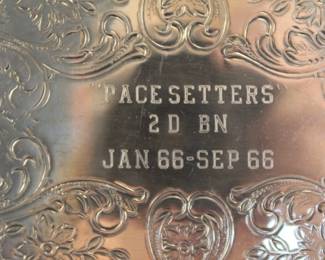 "PACE SETTERS"
2 D BN
JAN 66-SEP 66